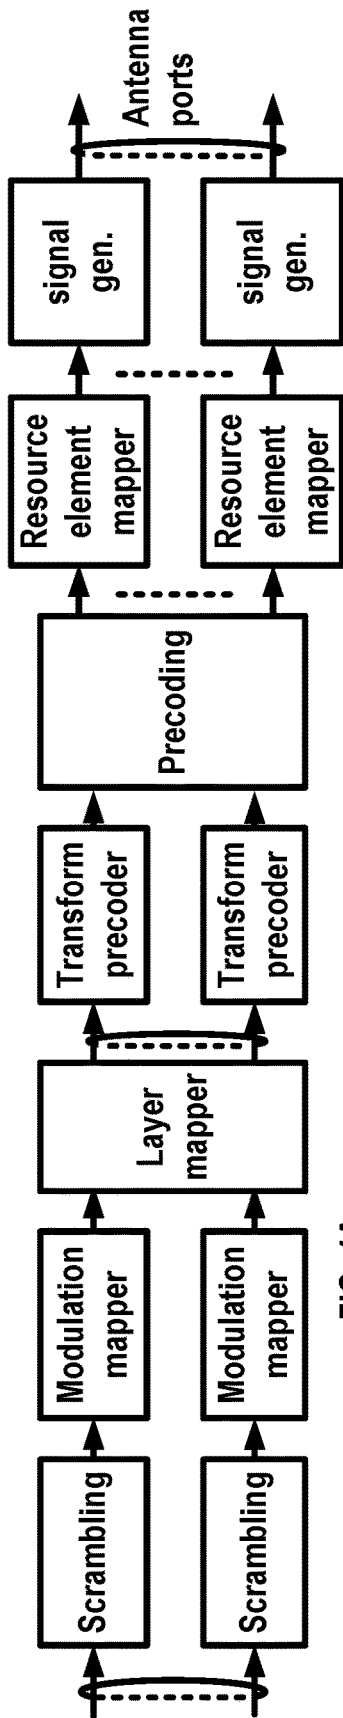 Scrambling
Modulation
mapper
Layer
mapper
Transform
precoder
Precoding
Resource
element
mapper
signal
gen.
Antenna
ports
Scrambling
Modulation
mapper
Transform
precoder
Resource
element
mapper
signal
gen.